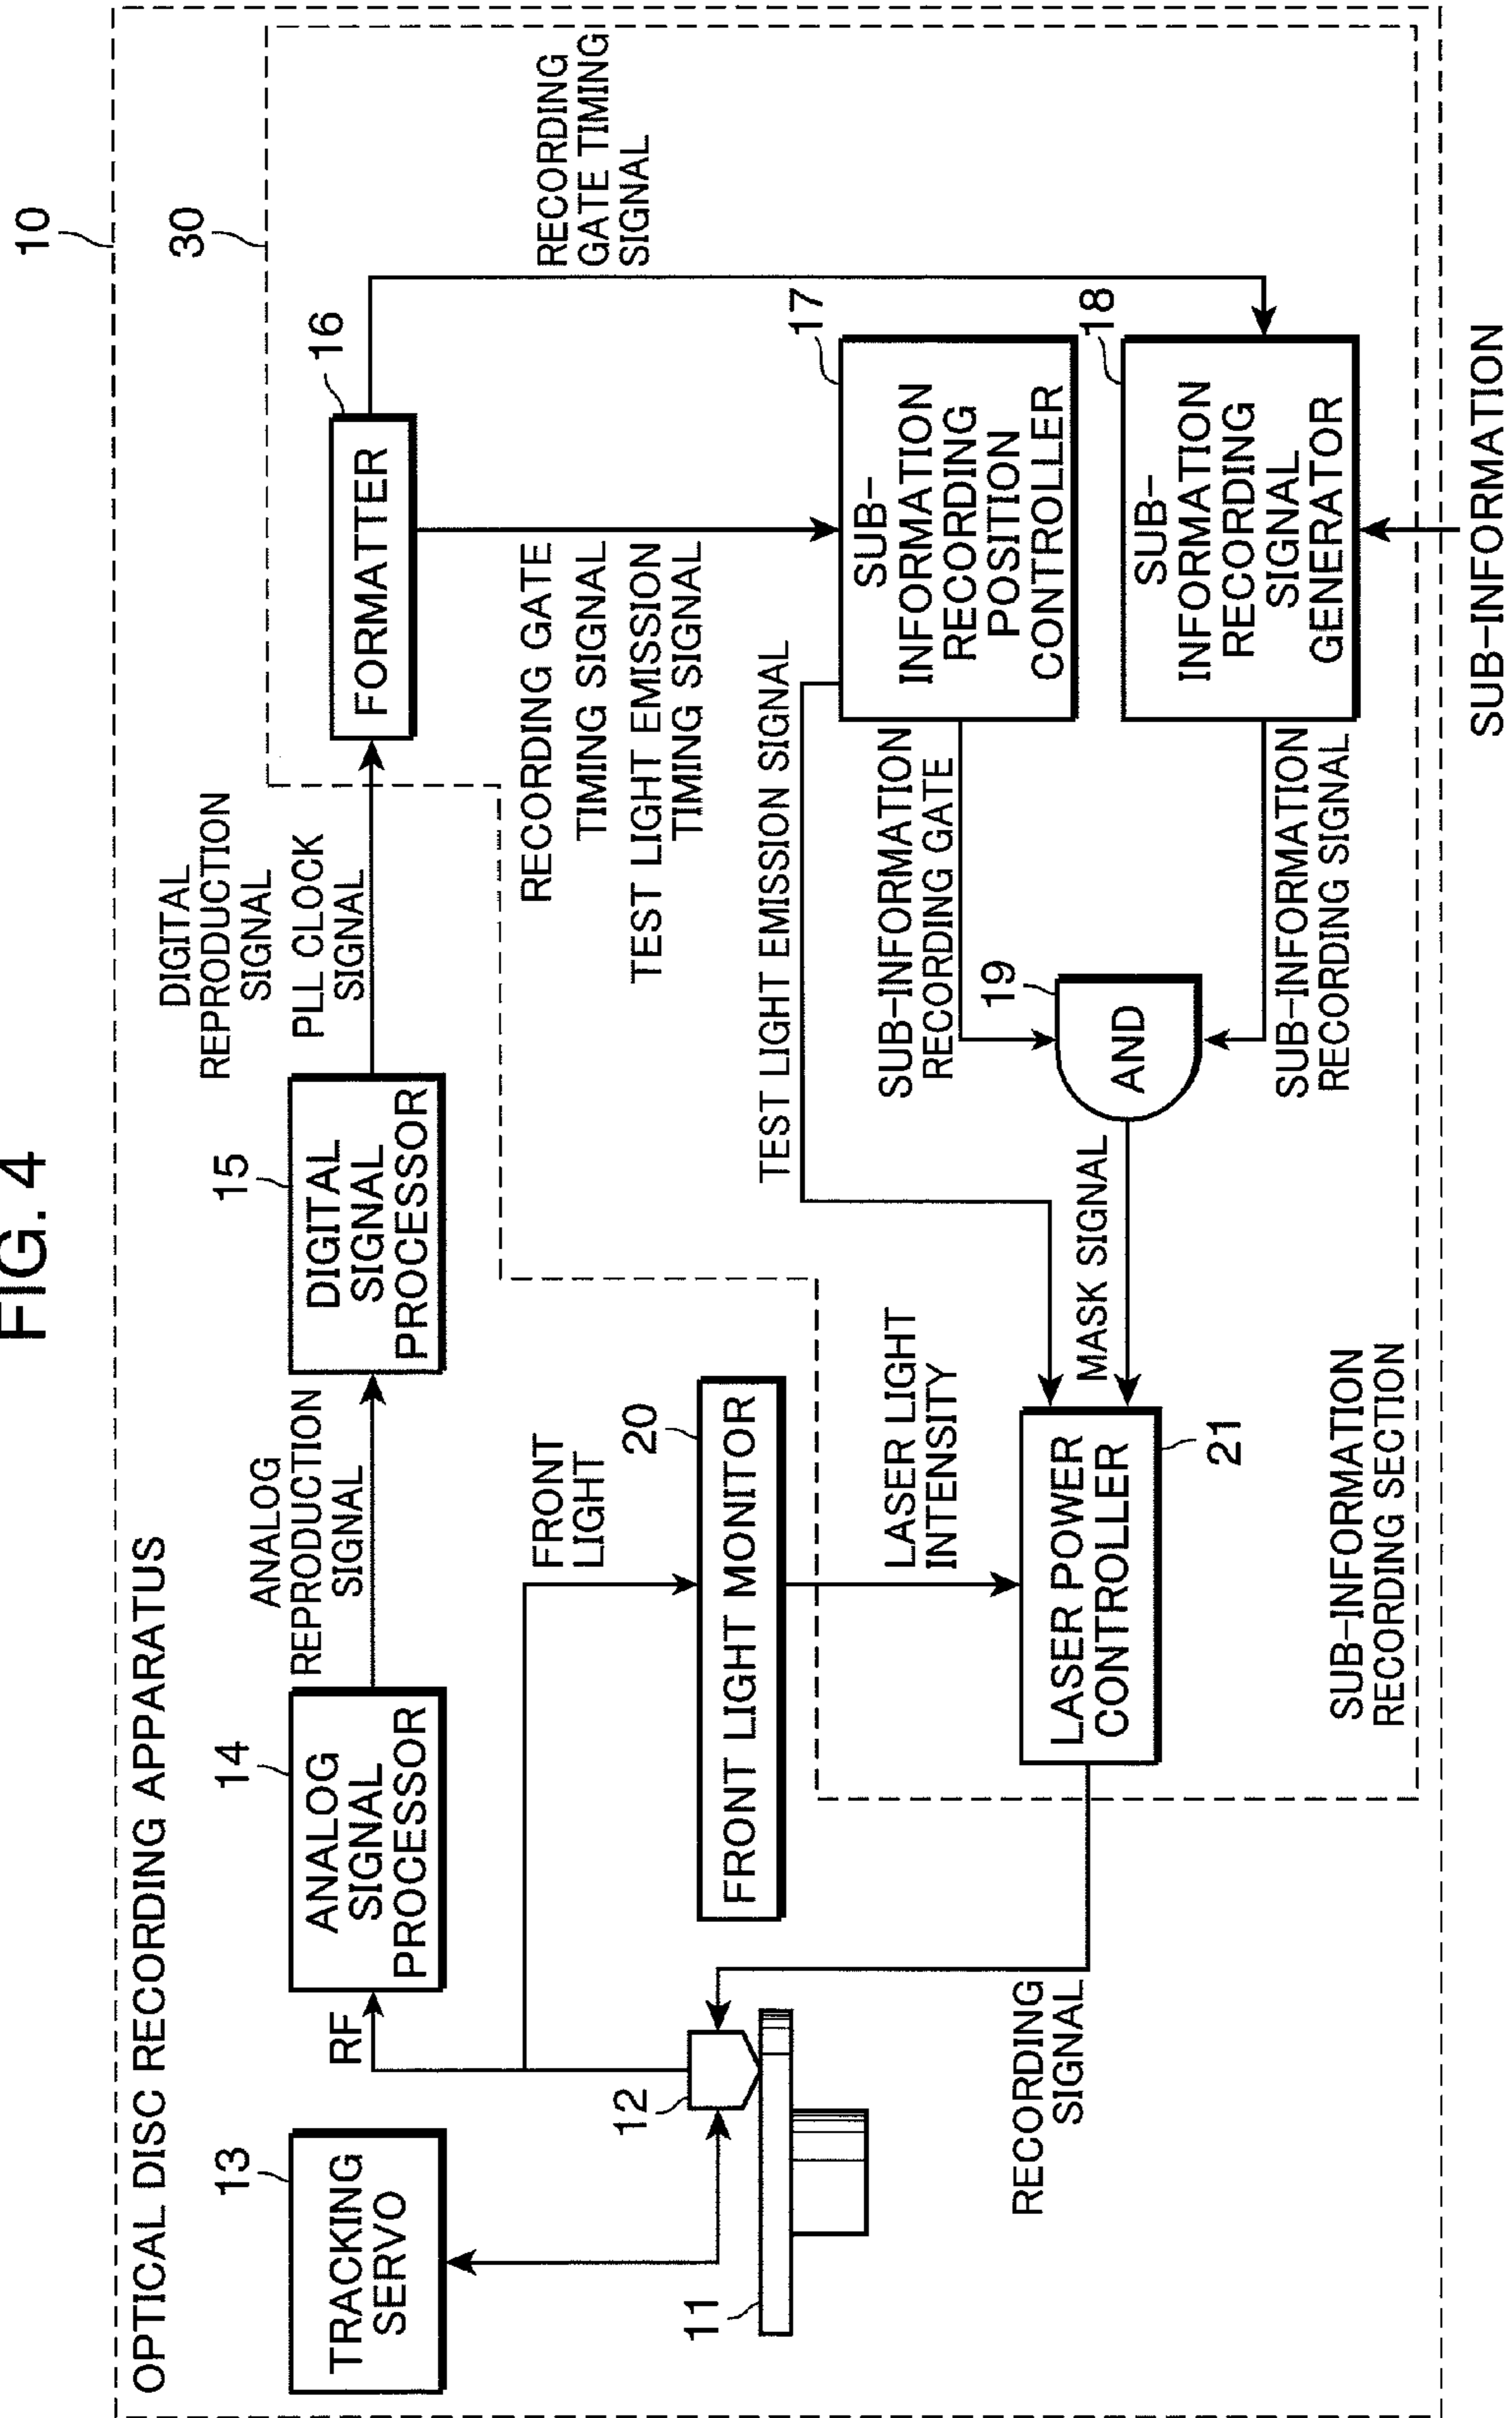 FIG. 4
10
OPTICAL DISC RECORDING APPARATUS
30
13
TRACKING
SERVO
14
ANALOG
SIGNAL
PROCESSOR
RF
ANALOG
REPRODUCTION
SIGNAL
15
DIGITAL
SIGNAL
PROCESSOR
DIGITAL
REPRODUCTION
SIGNAL
PLL CLOCK
SIGNAL
16
FORMATTER
RECORDING
GATE TIMING
SIGNAL
RECORDING GATE
TIMING SIGNAL
TEST LIGHT EMISSION
TIMING SIGNAL
FRONT
LIGHT
20
FRONT LIGHT MONITOR
12
11
LASER LIGHT
INTENSITY
TEST LIGHT EMISSION SIGNAL
17
SUB-
INFORMATION
RECORDING
POSITION
CONTROLLER
SUB-INFORMATION
RECORDING GATE
19
AND
MASK SIGNAL
LASER POWER
CONTROLLER
21
RECORDING
SIGNAL
18
SUB-
INFORMATION
RECORDING
SIGNAL
GENERATOR
SUB-INFORMATION
RECORDING SIGNAL
SUB-INFORMATION
RECORDING SECTION
SUB-INFORMATION